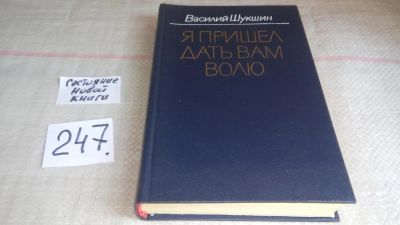 Василий Шукшин
Я ПРИШЕЛ
ДАТЬ ВАМ
ВОЛЮ
Состояние
новой
книги
247.